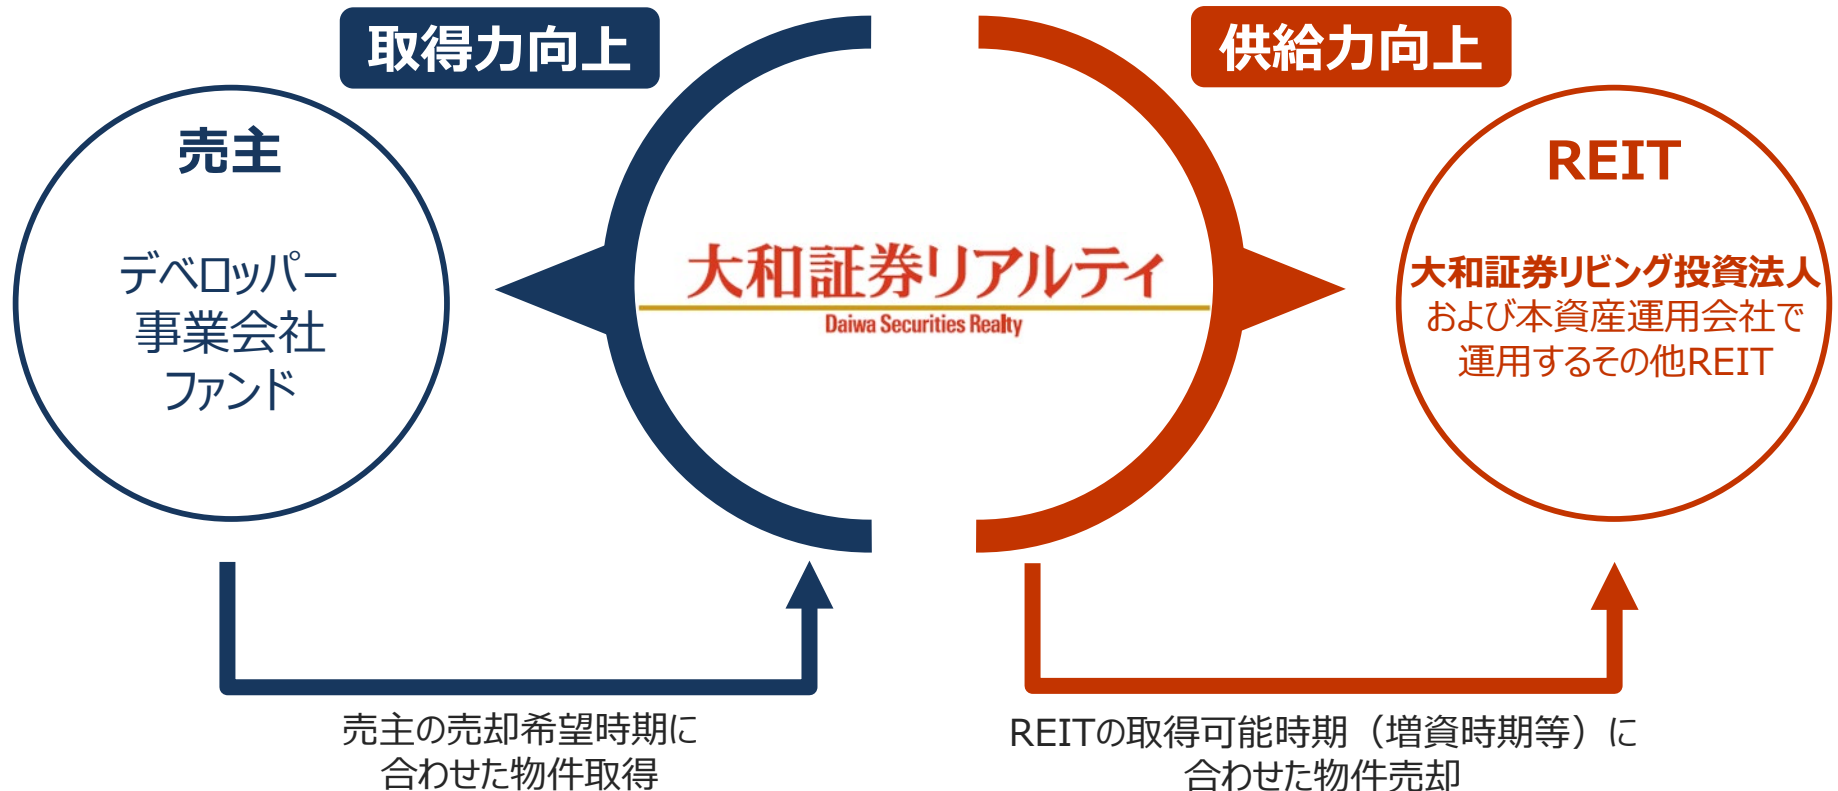 取得力向上
供給力向上
売主
デベロッパー
事業会社
ファンド
大和証券リアルティ
Daiwa Securities Realty
REIT
大和証券リビング投資法人
および本資産運用会社で
運用するその他REIT
売主の売却希望時期に
合わせた物件取得
REITの取得可能時期（増資時期等）に
合わせた物件売却